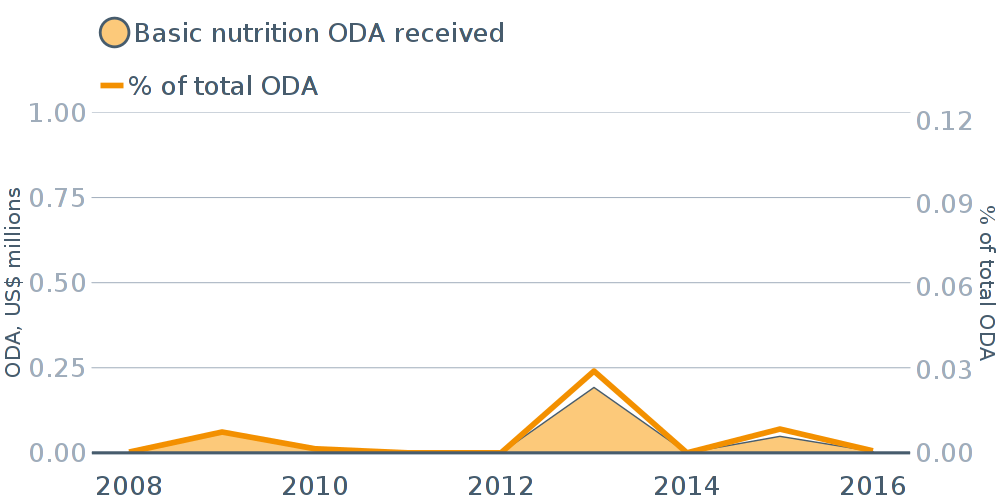 Basic nutrition ODA received
% of total ODA
1.00
0.75
0.50
0.25
0.00
ODA, US$ millions
0.12
0.09
0.06
0.03
0.00
% of total ODA
2008 2010 2012 2014 2016